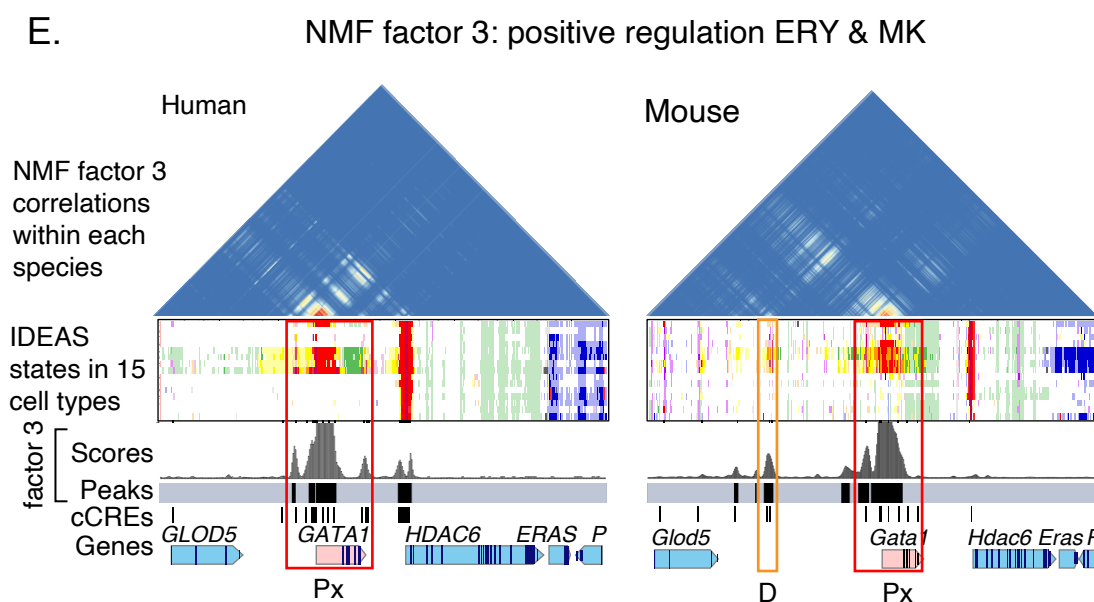 E.
NMF factor 3: positive regulation ERY & MK
Human
Mouse
NMF factor 3
correlations
within each
species
IDEAS
states in 15
cell types
factor 3
Scores
Peaks
cCREs
Genes
GLOD5
GATA1
HDAC6
ERAS
P
Glod5
Gata1
Hdac6
Eras
P
Px
D
Px